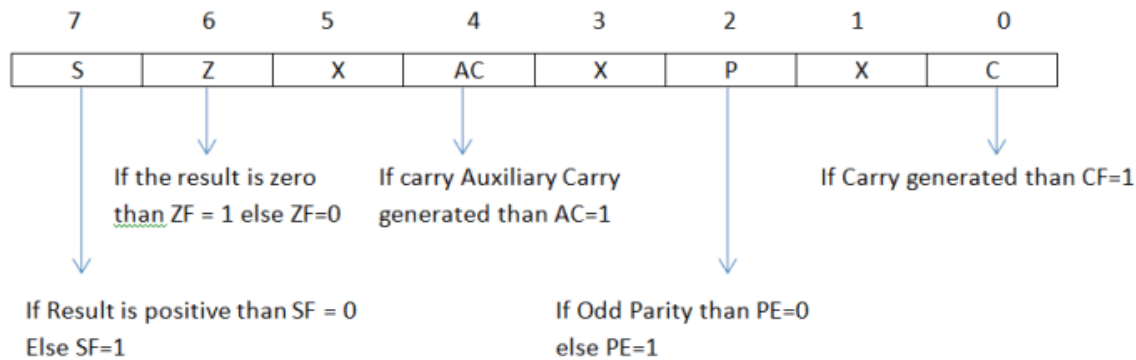 7 6 5 4 3 2 1 0
S Z X AC X P X C
If the result is zero
than ZF = 1 else ZF=0
If carry Auxiliary Carry
generated than AC=1
If Carry generated than CF=1
If Result is positive than SF = 0
Else SF=1
If Odd Parity than PE=0
else PE=1